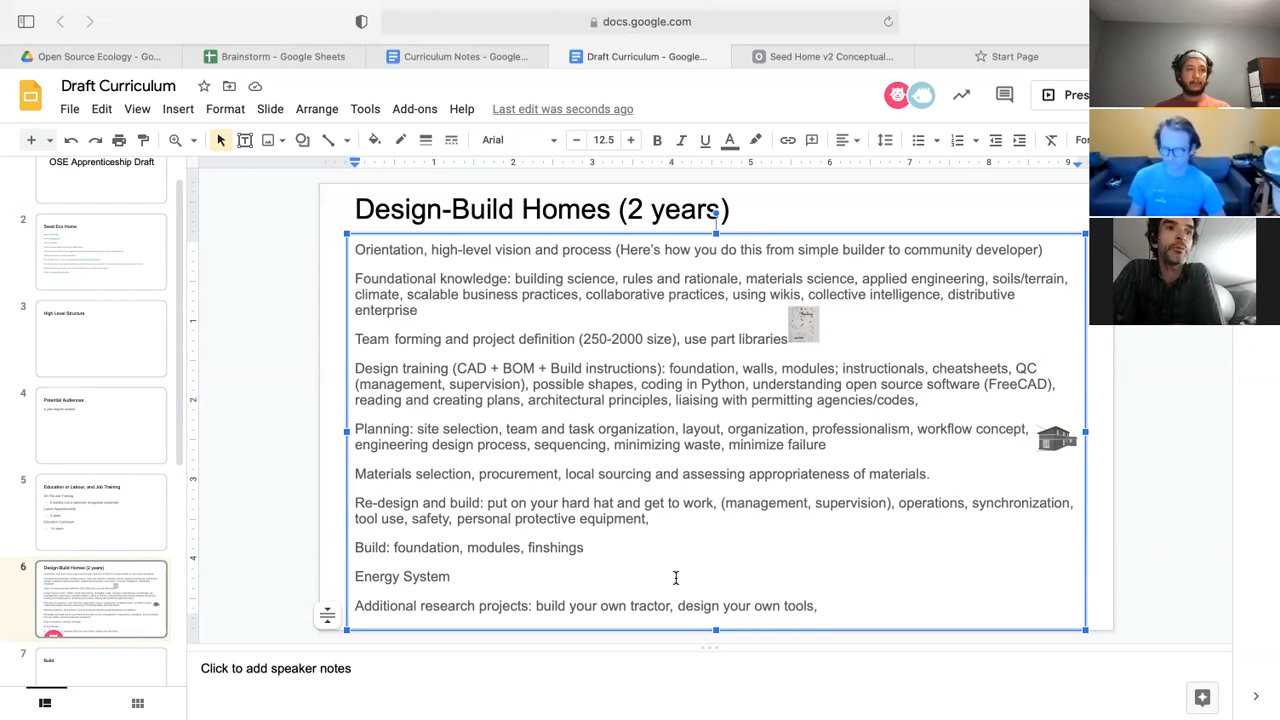 docs.google.com
Open Source Ecology - Go...
Brainstorm - Google Sheets
Curriculum Notes - Google...
Draft Curriculum - Google...
Seed Home v2 Conceptual...
Start Page
Draft Curriculum
File Edit View Insert Format Slide Arrange Tools Add-ons Help Last edit was seconds ago
Pres
Arial
12.5
For
1 2 3 4 5 6 7 8 9
OSE Apprenticeship Draft
2
Seed Eco Home
3
High Level Structure
4
Potential Audiences
5
Education or Labour, and Job Training
6
Design-Build Homes (2 years)
7
Build
Design-Build Homes (2 years)
Orientation, high-level vision and process (Here's how you do this from simple builder to community developer)
Foundational knowledge: building science, rules and rationale, materials science, applied engineering, soils/terrain,
climate, scalable business practices, collaborative practices, using wikis, collective intelligence, distributive
enterprise
Team forming and project definition (250-2000 size), use part libraries
Design training (CAD + BOM + Build instructions): foundation, walls, modules; instructionals, cheatsheets, QC
(management, supervision), possible shapes, coding in Python, understanding open source software (FreeCAD),
reading and creating plans, architectural principles, liaising with permitting agencies/codes,
Planning: site selection, team and task organization, layout, organization, professionalism, workflow concept,
engineering design process, sequencing, minimizing waste, minimize failure
Materials selection, procurement, local sourcing and assessing appropriateness of materials.
Re-design and build: put on your hard hat and get to work, (management, supervision), operations, synchronization,
tool use, safety, personal protective equipment,
Build: foundation, modules, finshings
Energy System
Additional research projects: build your own tractor, design your own tools,
Click to add speaker notes